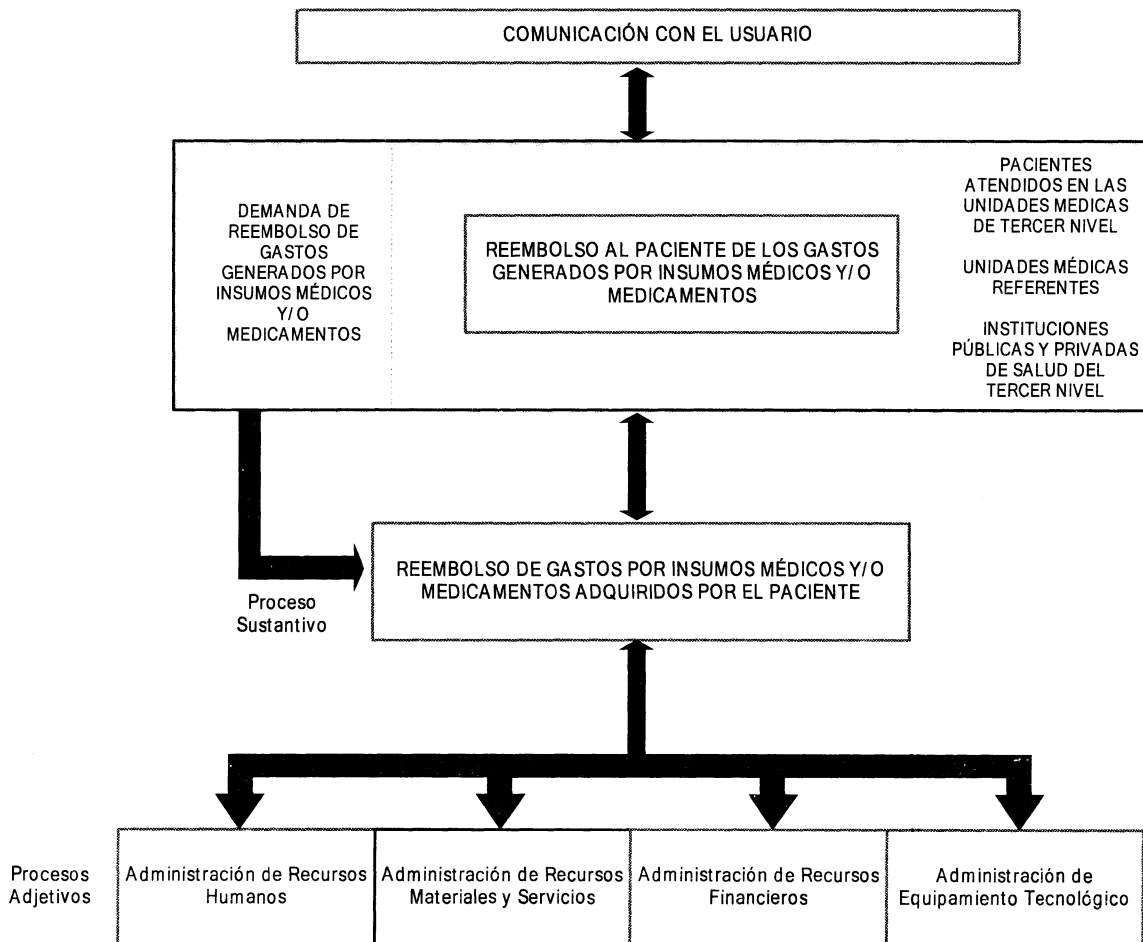 COMUNICACIÓN CON EL USUARIO
DEMANDA DE
REEMBOLSO DE
GASTOS
GENERADOS POR
INSUMOS MÉDICOS
Y/O
MEDICAMENTOS
REEMBOLSO AL PACIENTE DE LOS GASTOS
GENERADOS POR INSUMOS MÉDICOS Y/O
MEDICAMENTOS
PACIENTES
ATENDIDOS EN LAS
UNIDADES MEDICAS
DE TERCER NIVEL
UNIDADES MÉDICAS
REFERENTES
INSTITUCIONES
PÚBLICAS Y PRIVADAS
DE SALUD DEL
TERCER NIVEL
REEMBOLSO DE GASTOS POR INSUMOS MÉDICOS Y/O
MEDICAMENTOS ADQUIRIDOS POR EL PACIENTE
Proceso
Sustantivo
Procesos
Adjetivos
Administración de Recursos
Humanos
Administración de Recursos
Materiales y Servicios
Administración de Recursos
Financieros
Administración de
Equipamiento Tecnológico